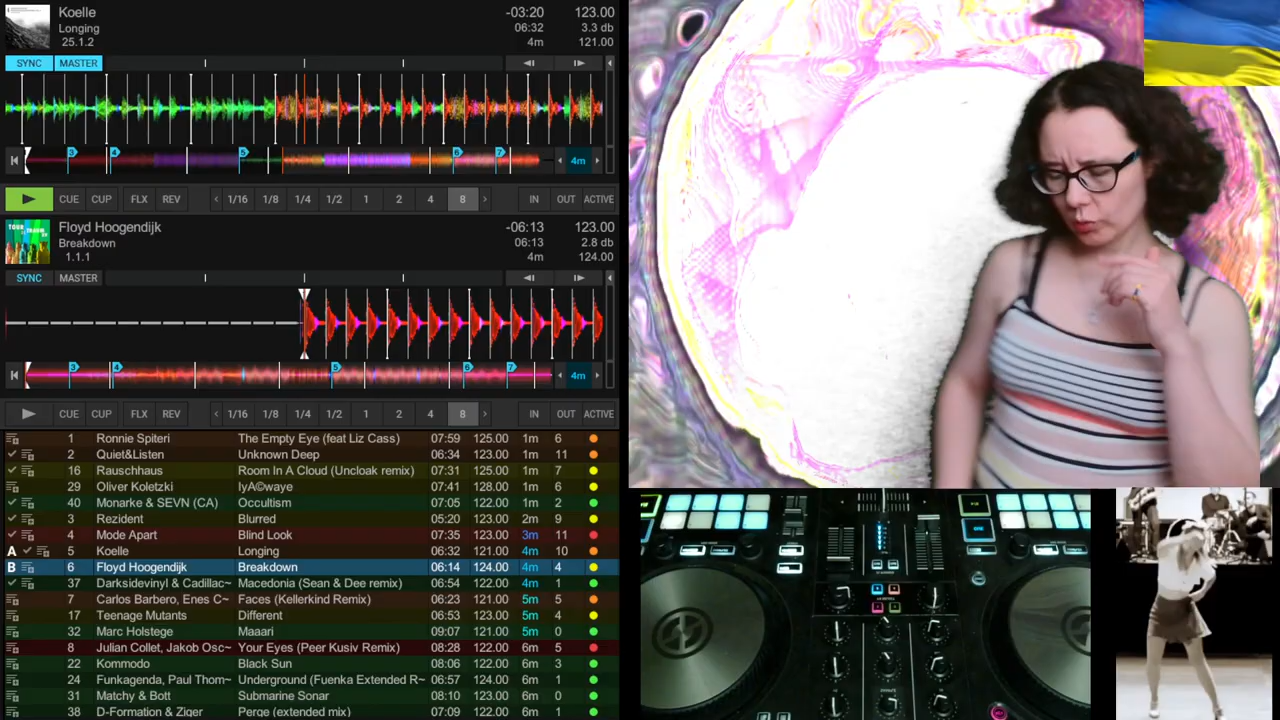 Koelle -03:20 123.00
Longing 06:32 3.3 db
25.1.2 4m 121.00
SYNC MASTER
3 4 5 6 7 4m
CUE CUP FLX REV 1/16 1/8 1/4 1/2 1 2 4 8 IN OUT ACTIVE
Floyd Hoogendijk -06:13 123.00
Breakdown 06:13 2.8 db
1.1.1 4m 124.00
SYNC MASTER
3 4 5 6 7 4m
CUE CUP FLX REV 1/16 1/8 1/4 1/2 1 2 4 8 IN OUT ACTIVE
1 Ronnie Spiteri The Empty Eye (feat Liz Cass) 07:59 125.00 1m 6
2 Quiet&Listen Unknown Deep 06:34 123.00 1m 11
16 Rauschhaus Room In A Cloud (Uncloak remix) 07:31 125.00 1m 7
29 Oliver Koletzki IyA©waye 07:41 128.00 1m 6
40 Monarke & SEVN (CA) Occultism 07:05 122.00 1m 2
3 Rezident Blurred 05:20 123.00 2m 9
4 Mode Apart Blind Look 07:35 123.00 3m 11
A 5 Koelle Longing 06:32 121.00 4m 10
B 6 Floyd Hoogendijk Breakdown 06:14 124.00 4m 4
37 Darksidevinyl & Cadillac~ Macedonia (Sean & Dee remix) 06:54 122.00 4m 1
7 Carlos Barbero, Enes C~ Faces (Kellerkind Remix) 06:23 121.00 5m 5
17 Teenage Mutants Different 06:53 123.00 5m 4
32 Marc Holstege Maaari 09:07 121.00 5m 0
8 Julian Collet, Jakob Osc~ Your Eyes (Peer Kusiv Remix) 08:28 122.00 6m 5
22 Kommodo Black Sun 08:06 122.00 6m 3
24 Funkagenda, Paul Thom~ Underground (Fuenka Extended R~ 06:57 124.00 6m 1
31 Matchy & Bott Submarine Sonar 08:10 123.00 6m 0
38 D-Formation & Ziger Perge (extended mix) 07:09 122.00 6m 1